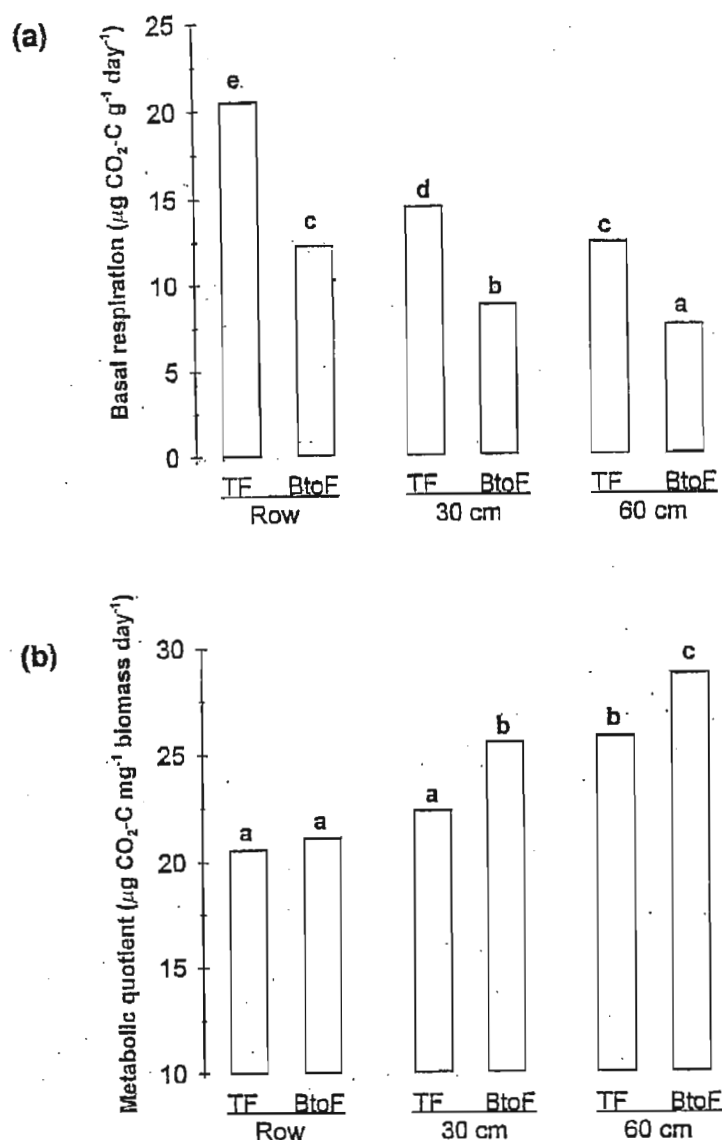 (a)
Basal respiration (µg CO₂-C g⁻¹ day⁻¹)
25
20
15
10
5
0
e
c
d
b
c
a
TF BtoF TF BtoF TF BtoF
Row 30 cm 60 cm
(b)
Metabolic quotient (µg CO₂-C mg⁻¹ biomass day⁻¹)
30
25
20
15
10
a
a
a
b
b
c
TF BtoF TF BtoF TF BtoF
Row 30 cm 60 cm